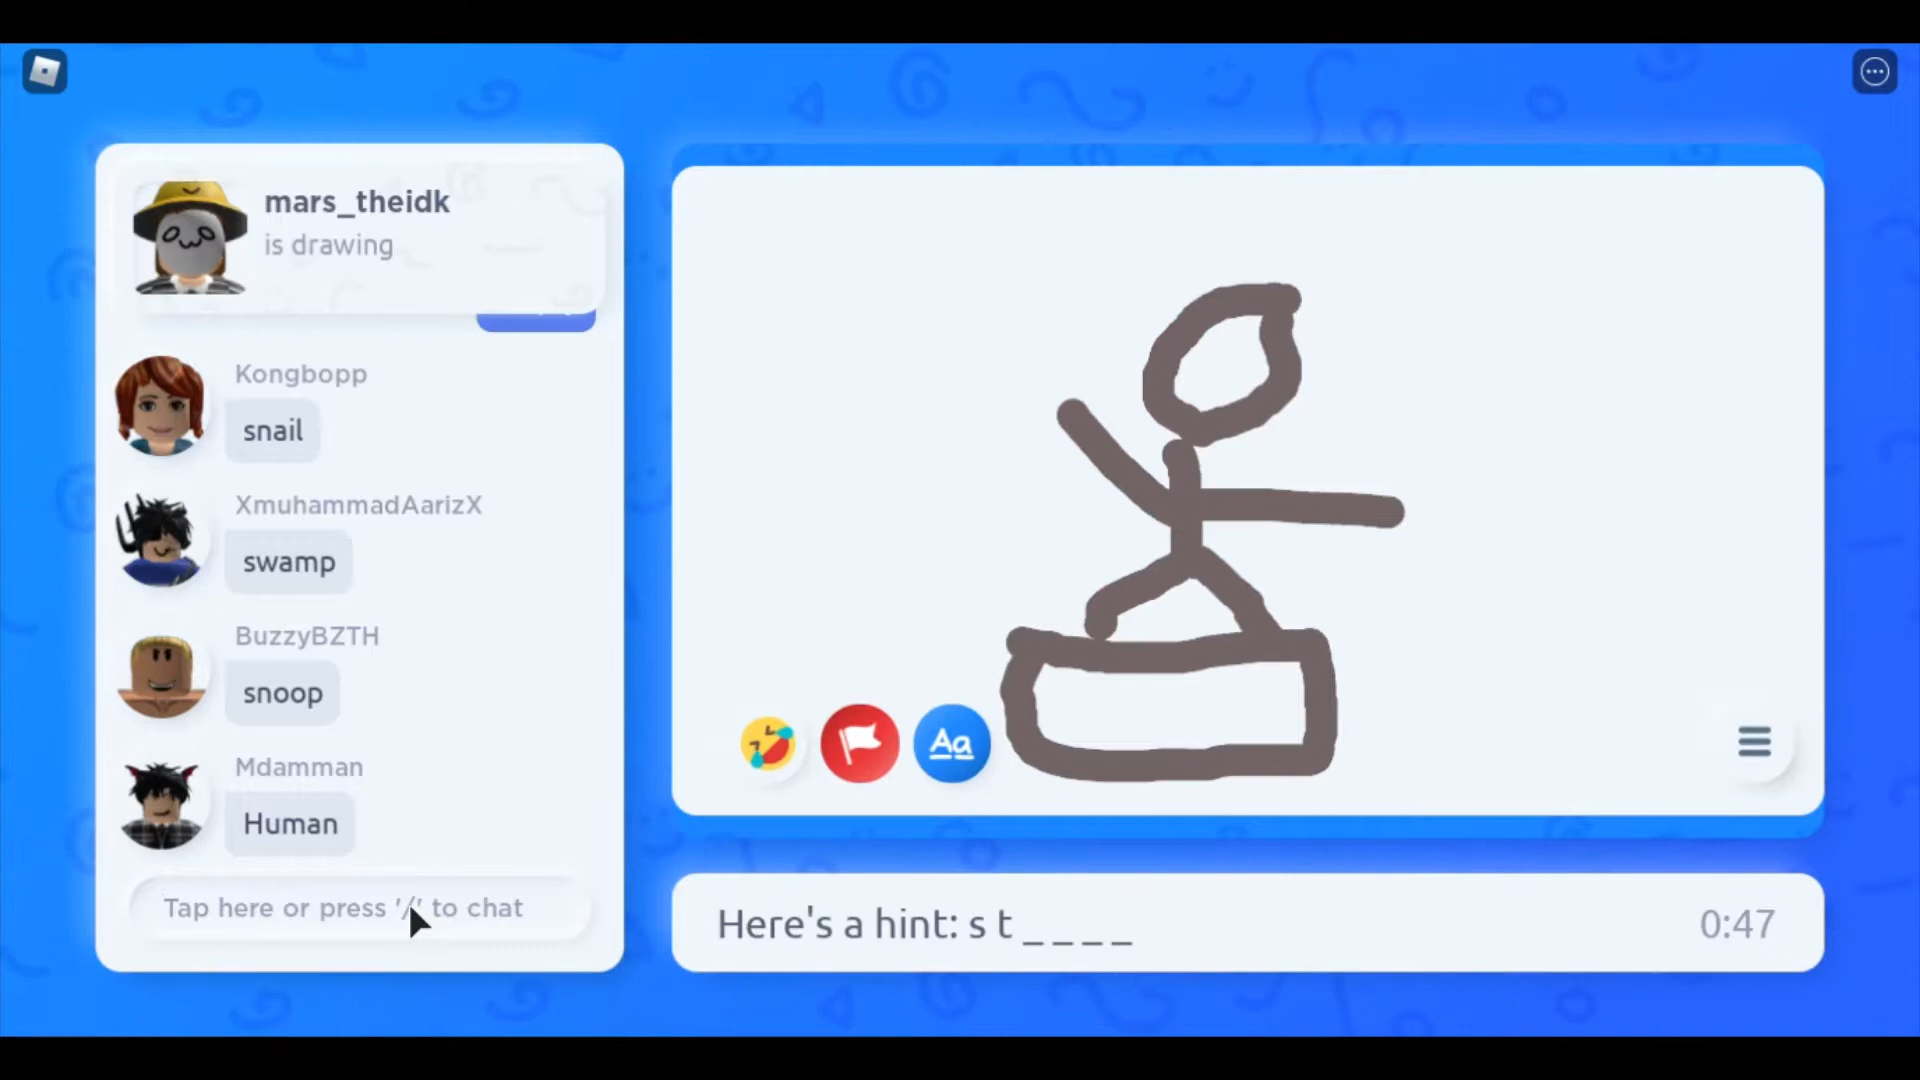 mars_theidk
is drawing
Kongbopp
snail
XmuhammadAarizX
swamp
BuzzyBZTH
snoop
Mdamman
Human
Tap here or press '/' to chat
Aa
Here's a hint: s t _ _ _ _
0:47